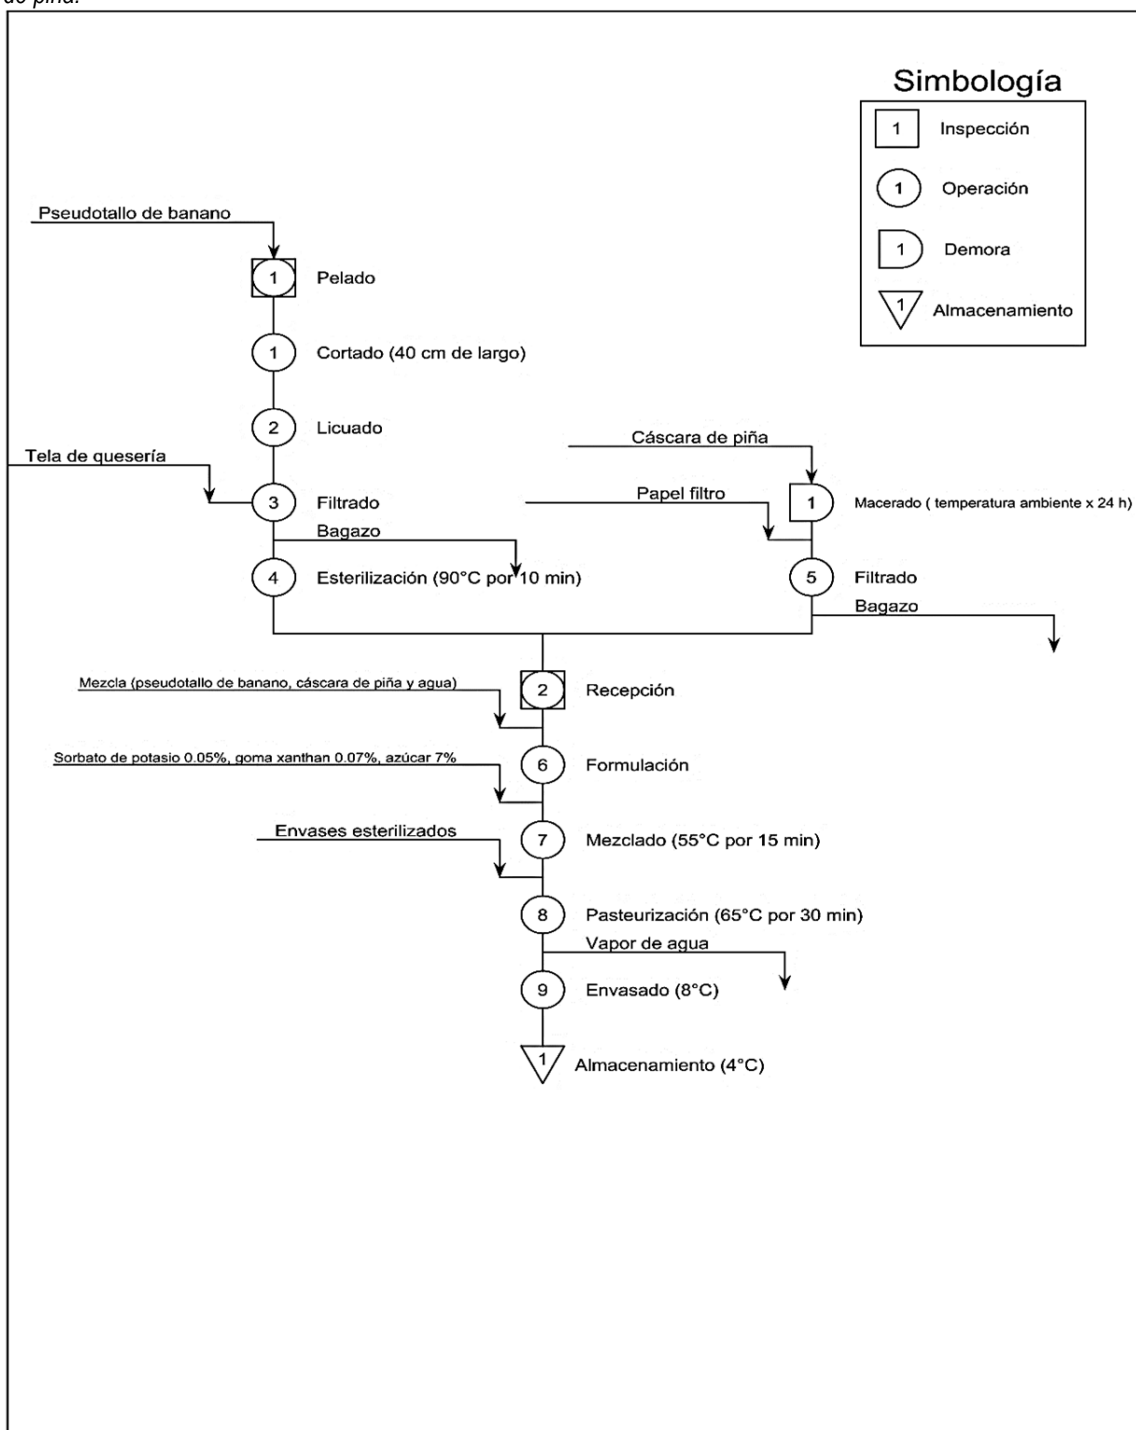 de piña.
Simbología
1 Inspección
1 Operación
1 Demora
1 Almacenamiento
Pseudotallo de banano
1 Pelado
1 Cortado (40 cm de largo)
2 Licuado
Tela de quesería
3 Filtrado
Bagazo
4 Esterilización (90°C por 10 min)
Cáscara de piña
Papel filtro
1 Macerado ( temperatura ambiente x 24 h)
5 Filtrado
Bagazo
2 Recepción
Mezcla (pseudotallo de banano, cáscara de piña y agua)
6 Formulación
Sorbato de potasio 0.05%, goma xanthan 0.07%, azúcar 7%
7 Mezclado (55°C por 15 min)
Envases esterilizados
8 Pasteurización (65°C por 30 min)
Vapor de agua
9 Envasado (8°C)
1 Almacenamiento (4°C)